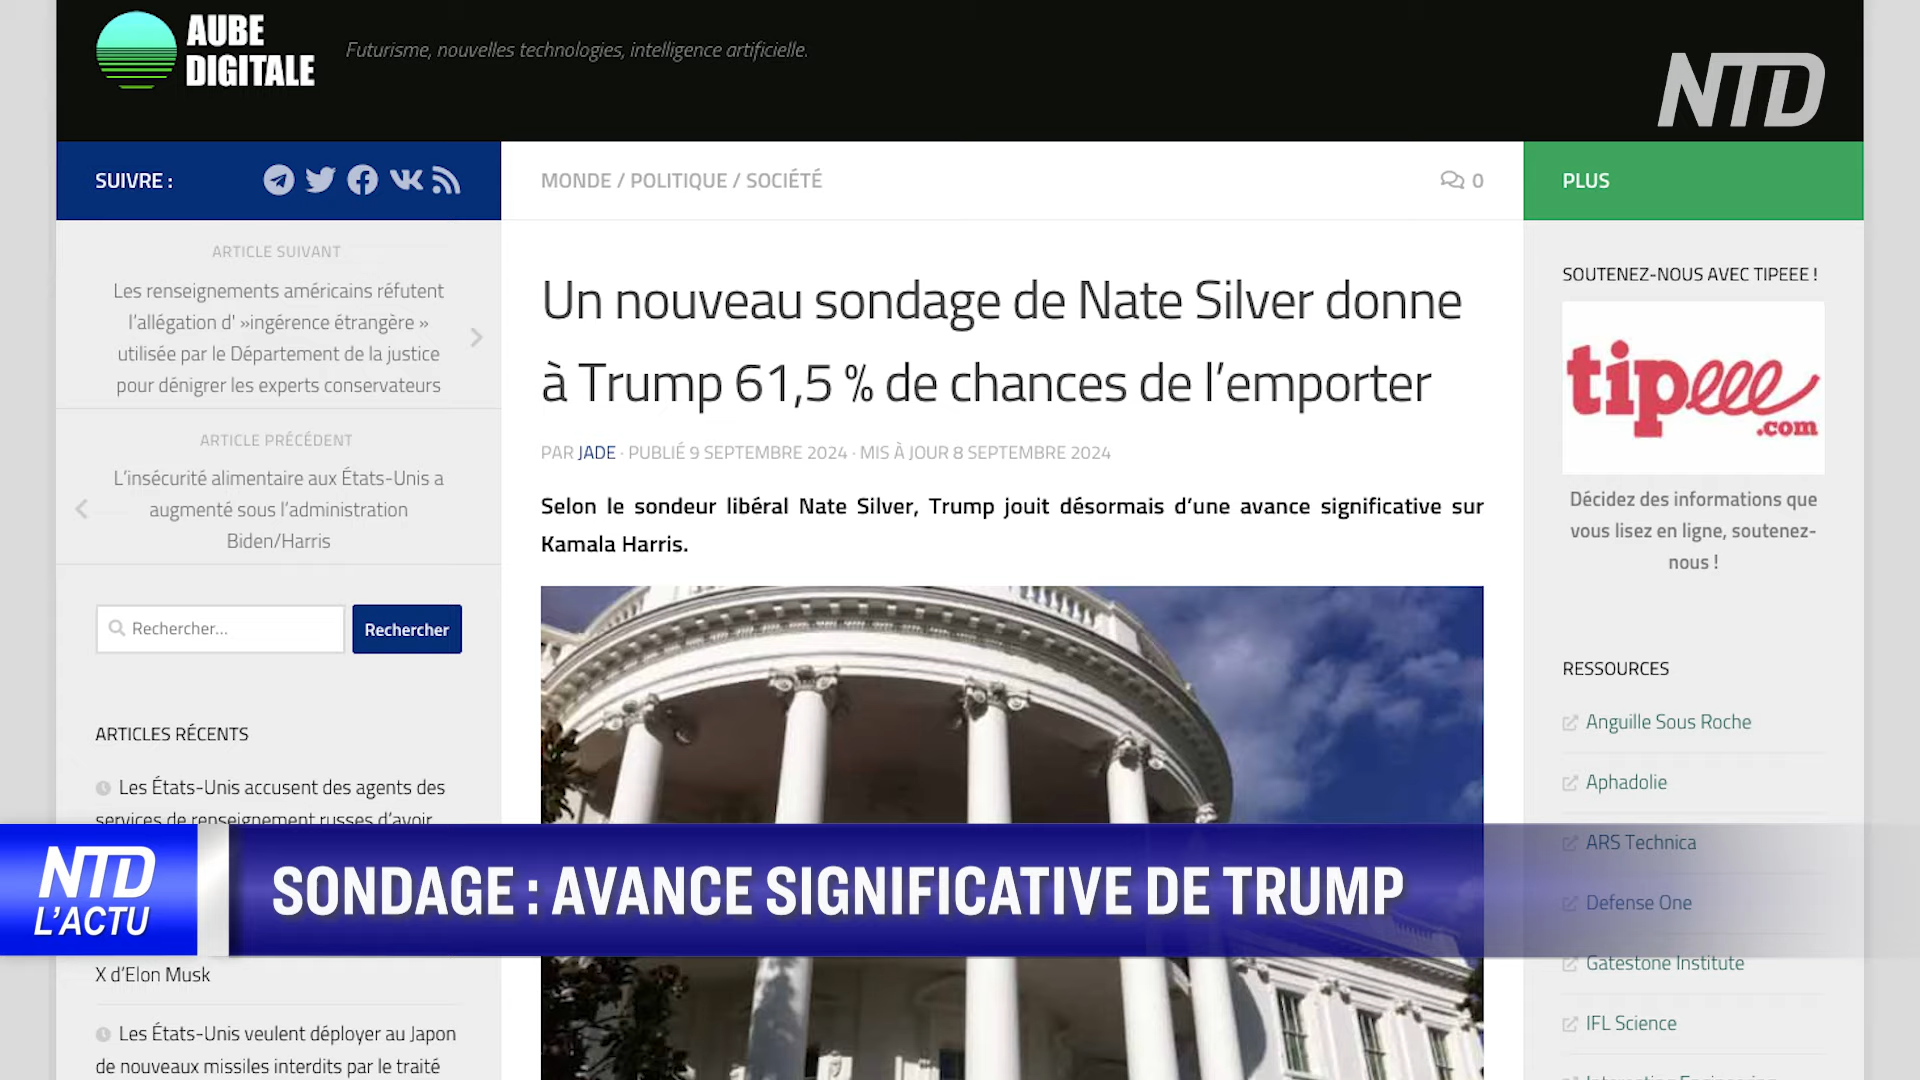 AUBE
DIGITALE
Futurisme, nouvelles technologies, intelligence artificielle.
NTD
SUIVRE :
MONDE / POLITIQUE / SOCIÉTÉ
0
PLUS
ARTICLE SUIVANT
Les renseignements américains réfutent
l'allégation d' »ingérence étrangère »
utilisée par le Département de la justice
pour dénigrer les experts conservateurs
ARTICLE PRÉCÉDENT
L'insécurité alimentaire aux États-Unis a
augmenté sous l'administration
Biden/Harris
Rechercher...
Rechercher
ARTICLES RÉCENTS
Les États-Unis accusent des agents des
services de renseignement russes d'avoir
X d'Elon Musk
Les États-Unis veulent déployer au Japon
de nouveaux missiles interdits par le traité
Un nouveau sondage de Nate Silver donne
à Trump 61,5 % de chances de l'emporter
PAR JADE · PUBLIÉ 9 SEPTEMBRE 2024 · MIS À JOUR 8 SEPTEMBRE 2024
Selon le sondeur libéral Nate Silver, Trump jouit désormais d'une avance significative sur
Kamala Harris.
SOUTENEZ-NOUS AVEC TIPEEE !
tipeee
.com
Décidez des informations que
vous lisez en ligne, soutenez-
nous !
RESSOURCES
Anguille Sous Roche
Aphadolie
ARS Technica
Defense One
Gatestone Institute
IFL Science
NTD
L'ACTU
SONDAGE : AVANCE SIGNIFICATIVE DE TRUMP